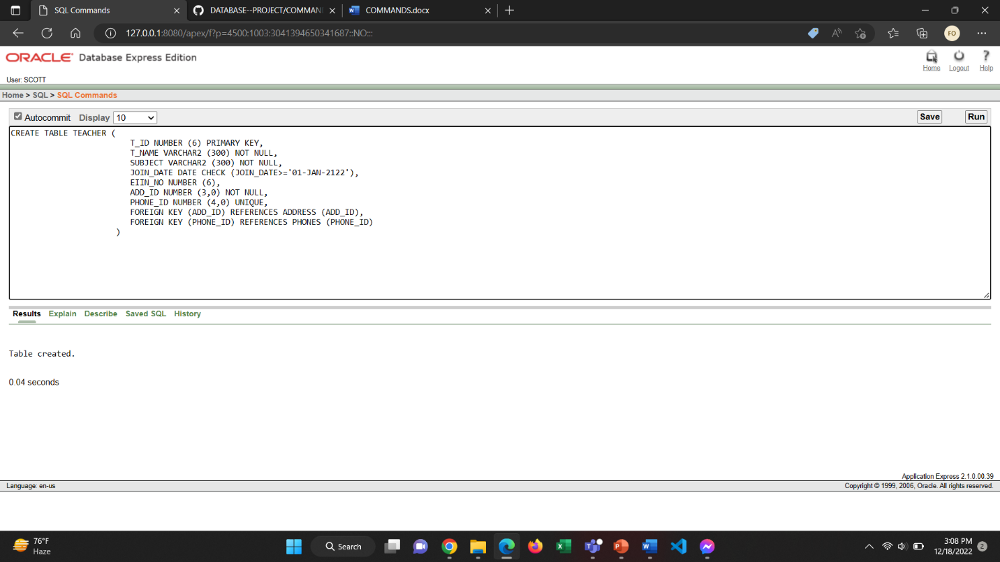 SQL Commands
DATABASE--PROJECT/COMMAN
COMMANDS.docx
127.0.0.1:8080/apex/f?p=4500:1003:3041394650341687::NO:::
FO
ORACLE Database Express Edition
Home
Logout
Help
User: SCOTT
Home > SQL > SQL Commands
Autocommit Display 10
Save
Run
CREATE TABLE TEACHER (
T_ID NUMBER (6) PRIMARY KEY,
T_NAME VARCHAR2 (300) NOT NULL,
SUBJECT VARCHAR2 (300) NOT NULL,
JOIN_DATE DATE CHECK (JOIN_DATE>='01-JAN-2122'),
EIIN_NO NUMBER (6),
ADD_ID NUMBER (3,0) NOT NULL,
PHONE_ID NUMBER (4,0) UNIQUE,
FOREIGN KEY (ADD_ID) REFERENCES ADDRESS (ADD_ID),
FOREIGN KEY (PHONE_ID) REFERENCES PHONES (PHONE_ID)
)
Results Explain Describe Saved SQL History
Table created.
0.04 seconds
Application Express 2.1.0.00.39
Language: en-us
Copyright © 1999, 2006, Oracle. All rights reserved.
76°F
Haze
Search
3:08 PM
12/18/2022
2